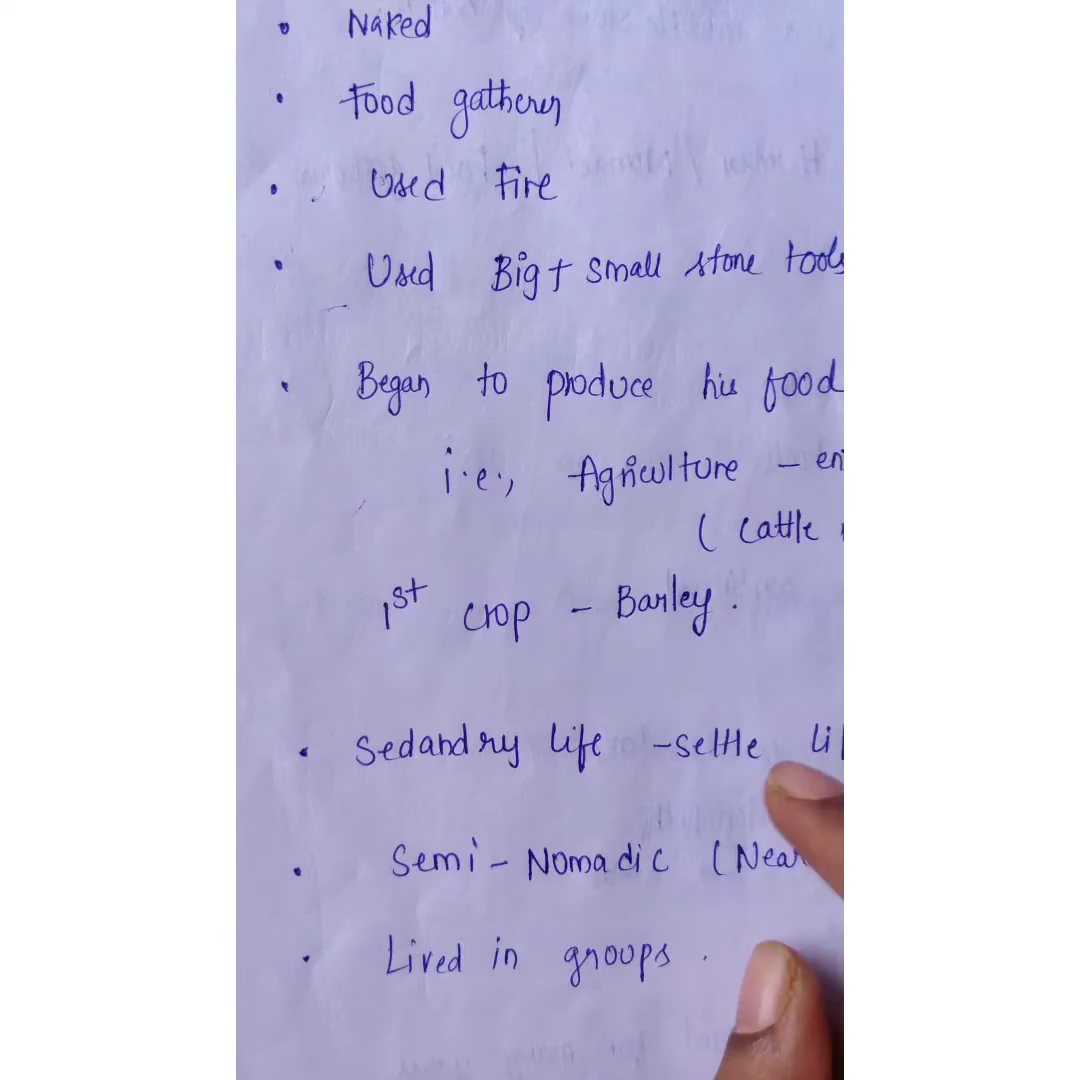 Naked
Food gatherer
Used Fire
Used Big + small stone tools
Began to produce his food
i.e., Agriculture -
( Cattle
1st crop - Barley.
Sedandry life - settle
Semi - Nomadic ( Near
Lived in groups.